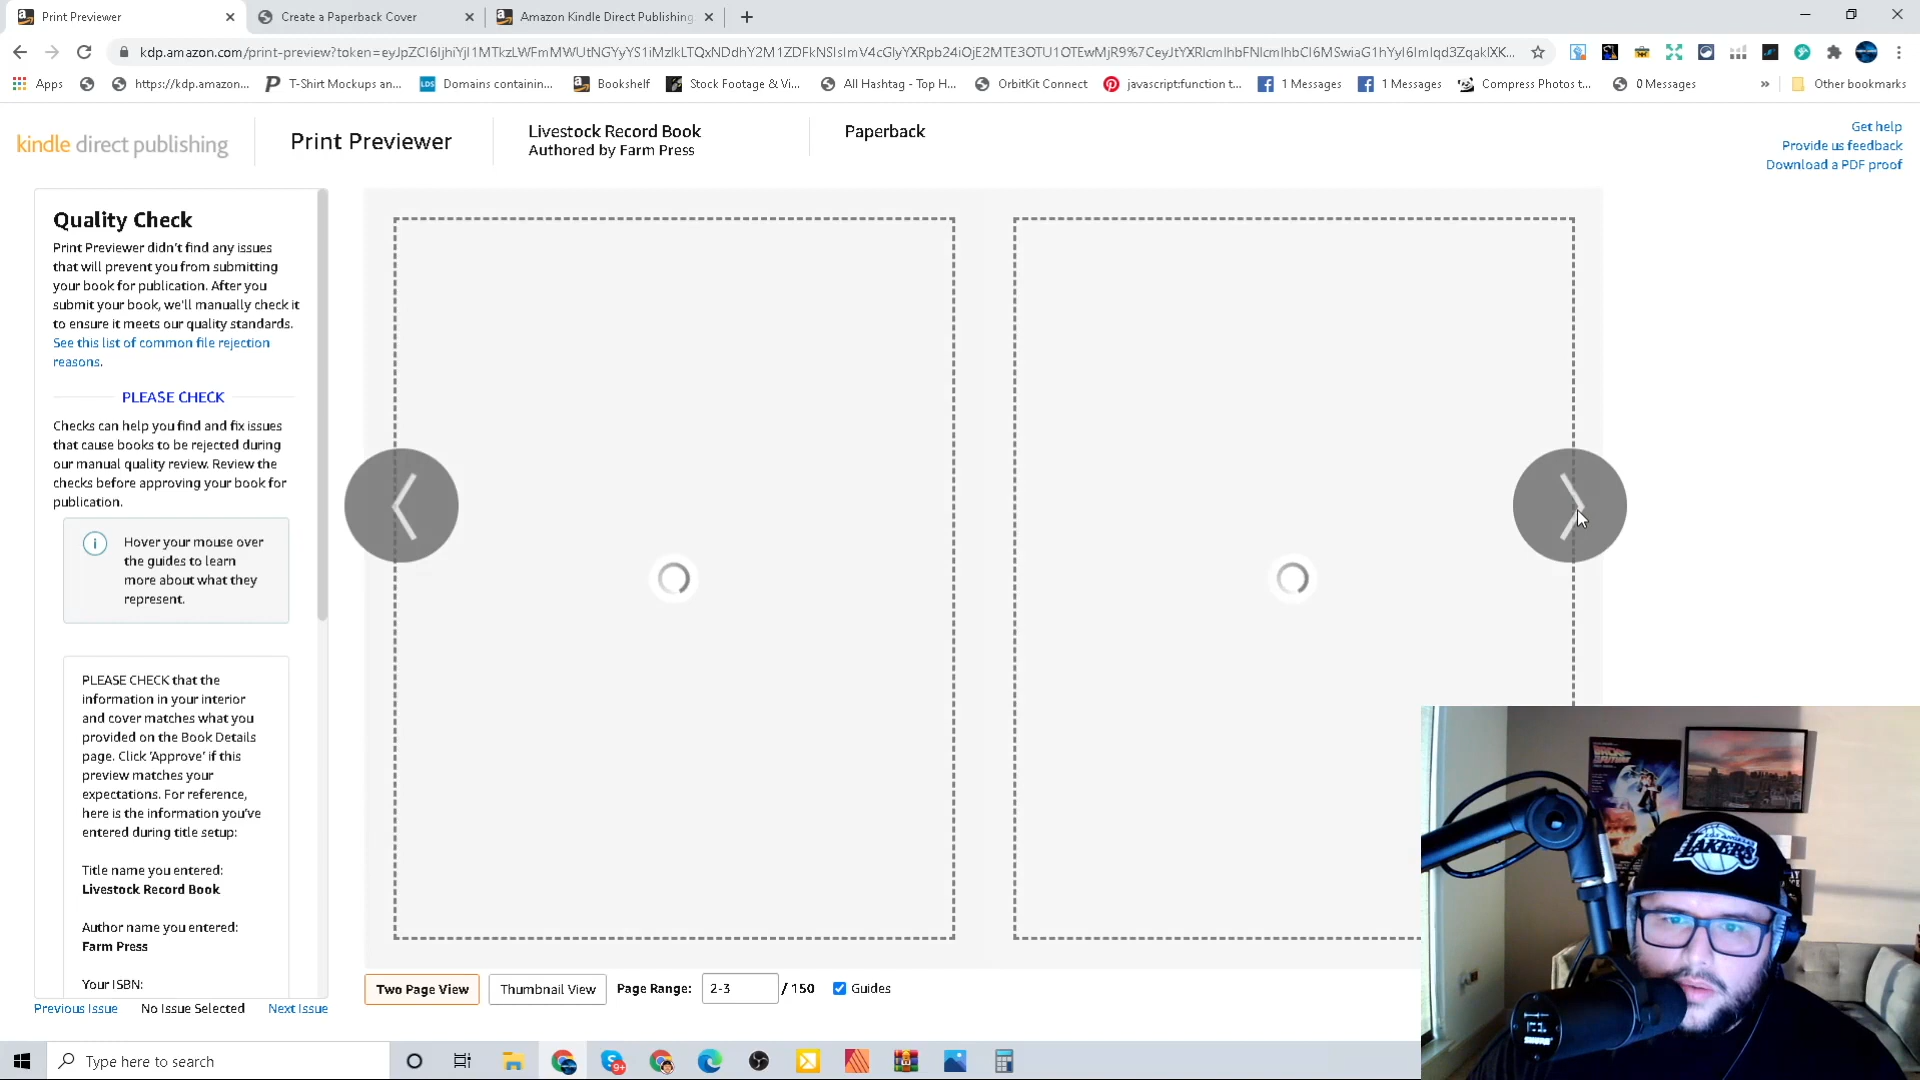 Print Previewer
Create a Paperback Cover
Amazon Kindle Direct Publishing
Apps
https://kdp.amazon...
T-Shirt Mockups an...
Domains containin...
Bookshelf
Stock Footage & Vi...
All Hashtag - Top H...
OrbitKit Connect
javascript:function t...
1 Messages
1 Messages
Compress Photos t...
0 Messages
»
Other bookmarks
kindle direct publishing
Print Previewer
Livestock Record Book
Authored by Farm Press
Paperback
Get help
Provide us feedback
Download a PDF proof
Quality Check
Print Previewer didn't find any issues
that will prevent you from submitting
your book for publication. After you
submit your book, we'll manually check it
to ensure it meets our quality standards.
See this list of common file rejection
reasons.
PLEASE CHECK
Checks can help you find and fix issues
that cause books to be rejected during
our manual quality review. Review the
checks before approving your book for
publication.
Hover your mouse over
the guides to learn
more about what they
represent.
PLEASE CHECK that the
information in your interior
and cover matches what you
provided on the Book Details
page. Click 'Approve' if this
preview matches your
expectations. For reference,
here is the information you've
entered during title setup:
Title name you entered:
Livestock Record Book
Author name you entered:
Farm Press
Your ISBN:
Previous Issue
No Issue Selected
Next Issue
Two Page View
Thumbnail View
Page Range:
2-3
/ 150
Guides
BACK
FUTURE
LAKERS
Type here to search
9+